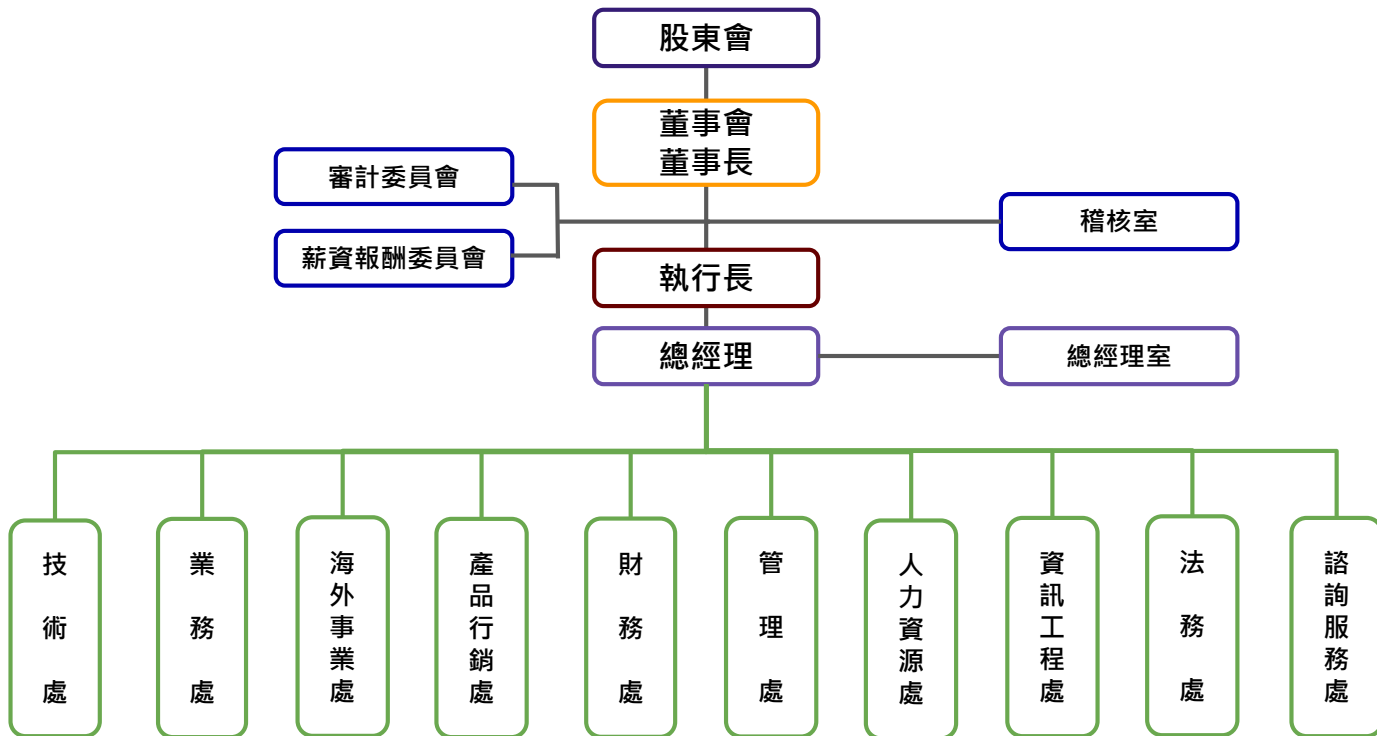 股東會
董事會
董事長
審計委員會
薪資報酬委員會
稽核室
執行長
總經理
總經理室
技術處
業務處
海外事業處
產品行銷處
財務處
管理處
人力資源處
資訊工程處
法務處
諮詢服務處